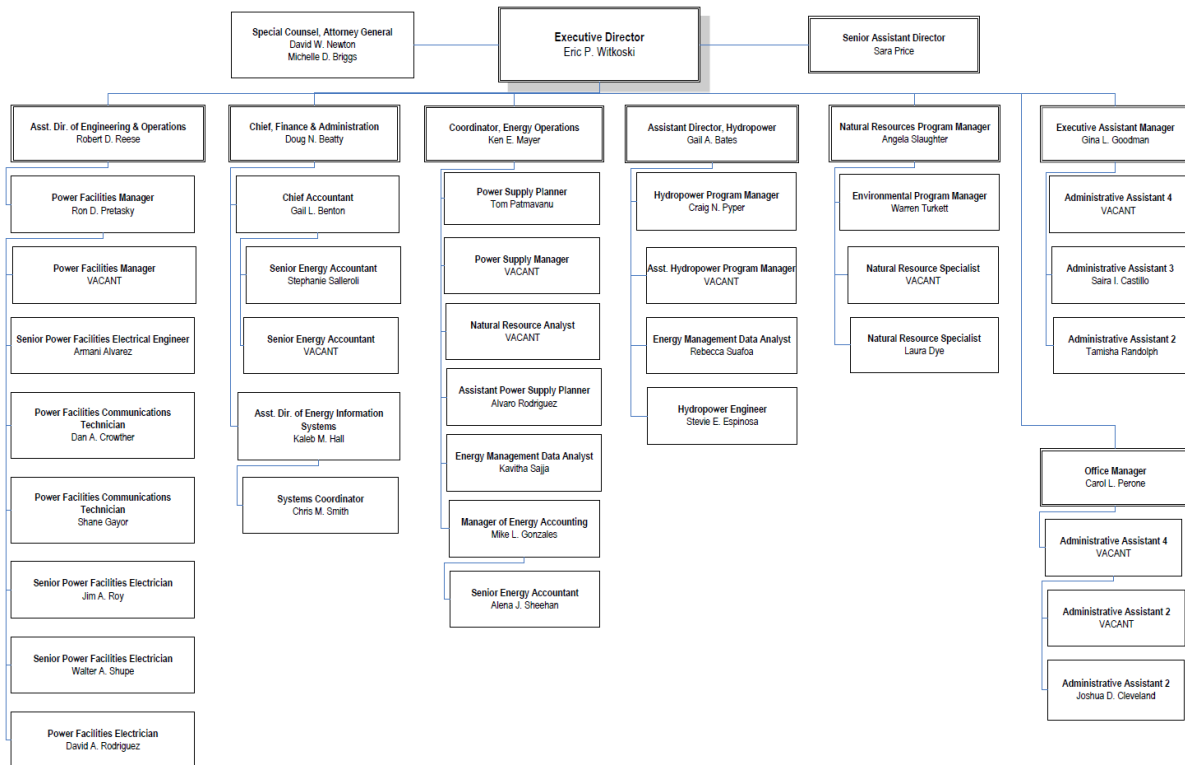 Special Counsel, Attorney General
David W. Newton
Michelle D. Briggs
Executive Director
Eric P. Witkoski
Senior Assistant Director
Sara Price
Asst. Dir. of Engineering & Operations
Robert D. Reese
Power Facilities Manager
Ron D. Pretasky
Power Facilities Manager
VACANT
Senior Power Facilities Electrical Engineer
Armani Alvarez
Power Facilities Communications
Technician
Dan A. Crowther
Power Facilities Communications
Technician
Shane Gayor
Senior Power Facilities Electrician
Jim A. Roy
Senior Power Facilities Electrician
Walter A. Shupe
Power Facilities Electrician
David A. Rodriguez
Chief, Finance & Administration
Doug N. Beatty
Chief Accountant
Gail L. Benton
Senior Energy Accountant
Stephanie Salleroli
Senior Energy Accountant
VACANT
Asst. Dir. of Energy Information
Systems
Kaleb M. Hall
Systems Coordinator
Chris M. Smith
Coordinator, Energy Operations
Ken E. Mayer
Power Supply Planner
Tom Patmavanu
Power Supply Manager
VACANT
Natural Resource Analyst
VACANT
Assistant Power Supply Planner
Alvaro Rodriguez
Energy Management Data Analyst
Kavitha Sajja
Manager of Energy Accounting
Mike L. Gonzales
Senior Energy Accountant
Alena J. Sheehan
Assistant Director, Hydropower
Gail A. Bates
Hydropower Program Manager
Craig N. Pyper
Asst. Hydropower Program Manager
VACANT
Energy Management Data Analyst
Rebecca Suafoa
Hydropower Engineer
Stevie E. Espinosa
Natural Resources Program Manager
Angela Slaughter
Environmental Program Manager
Warren Turkett
Natural Resource Specialist
VACANT
Natural Resource Specialist
Laura Dye
Executive Assistant Manager
Gina L. Goodman
Administrative Assistant 4
VACANT
Administrative Assistant 3
Saira I. Castillo
Administrative Assistant 2
Tamisha Randolph
Office Manager
Carol L. Perone
Administrative Assistant 4
VACANT
Administrative Assistant 2
VACANT
Administrative Assistant 2
Joshua D. Cleveland